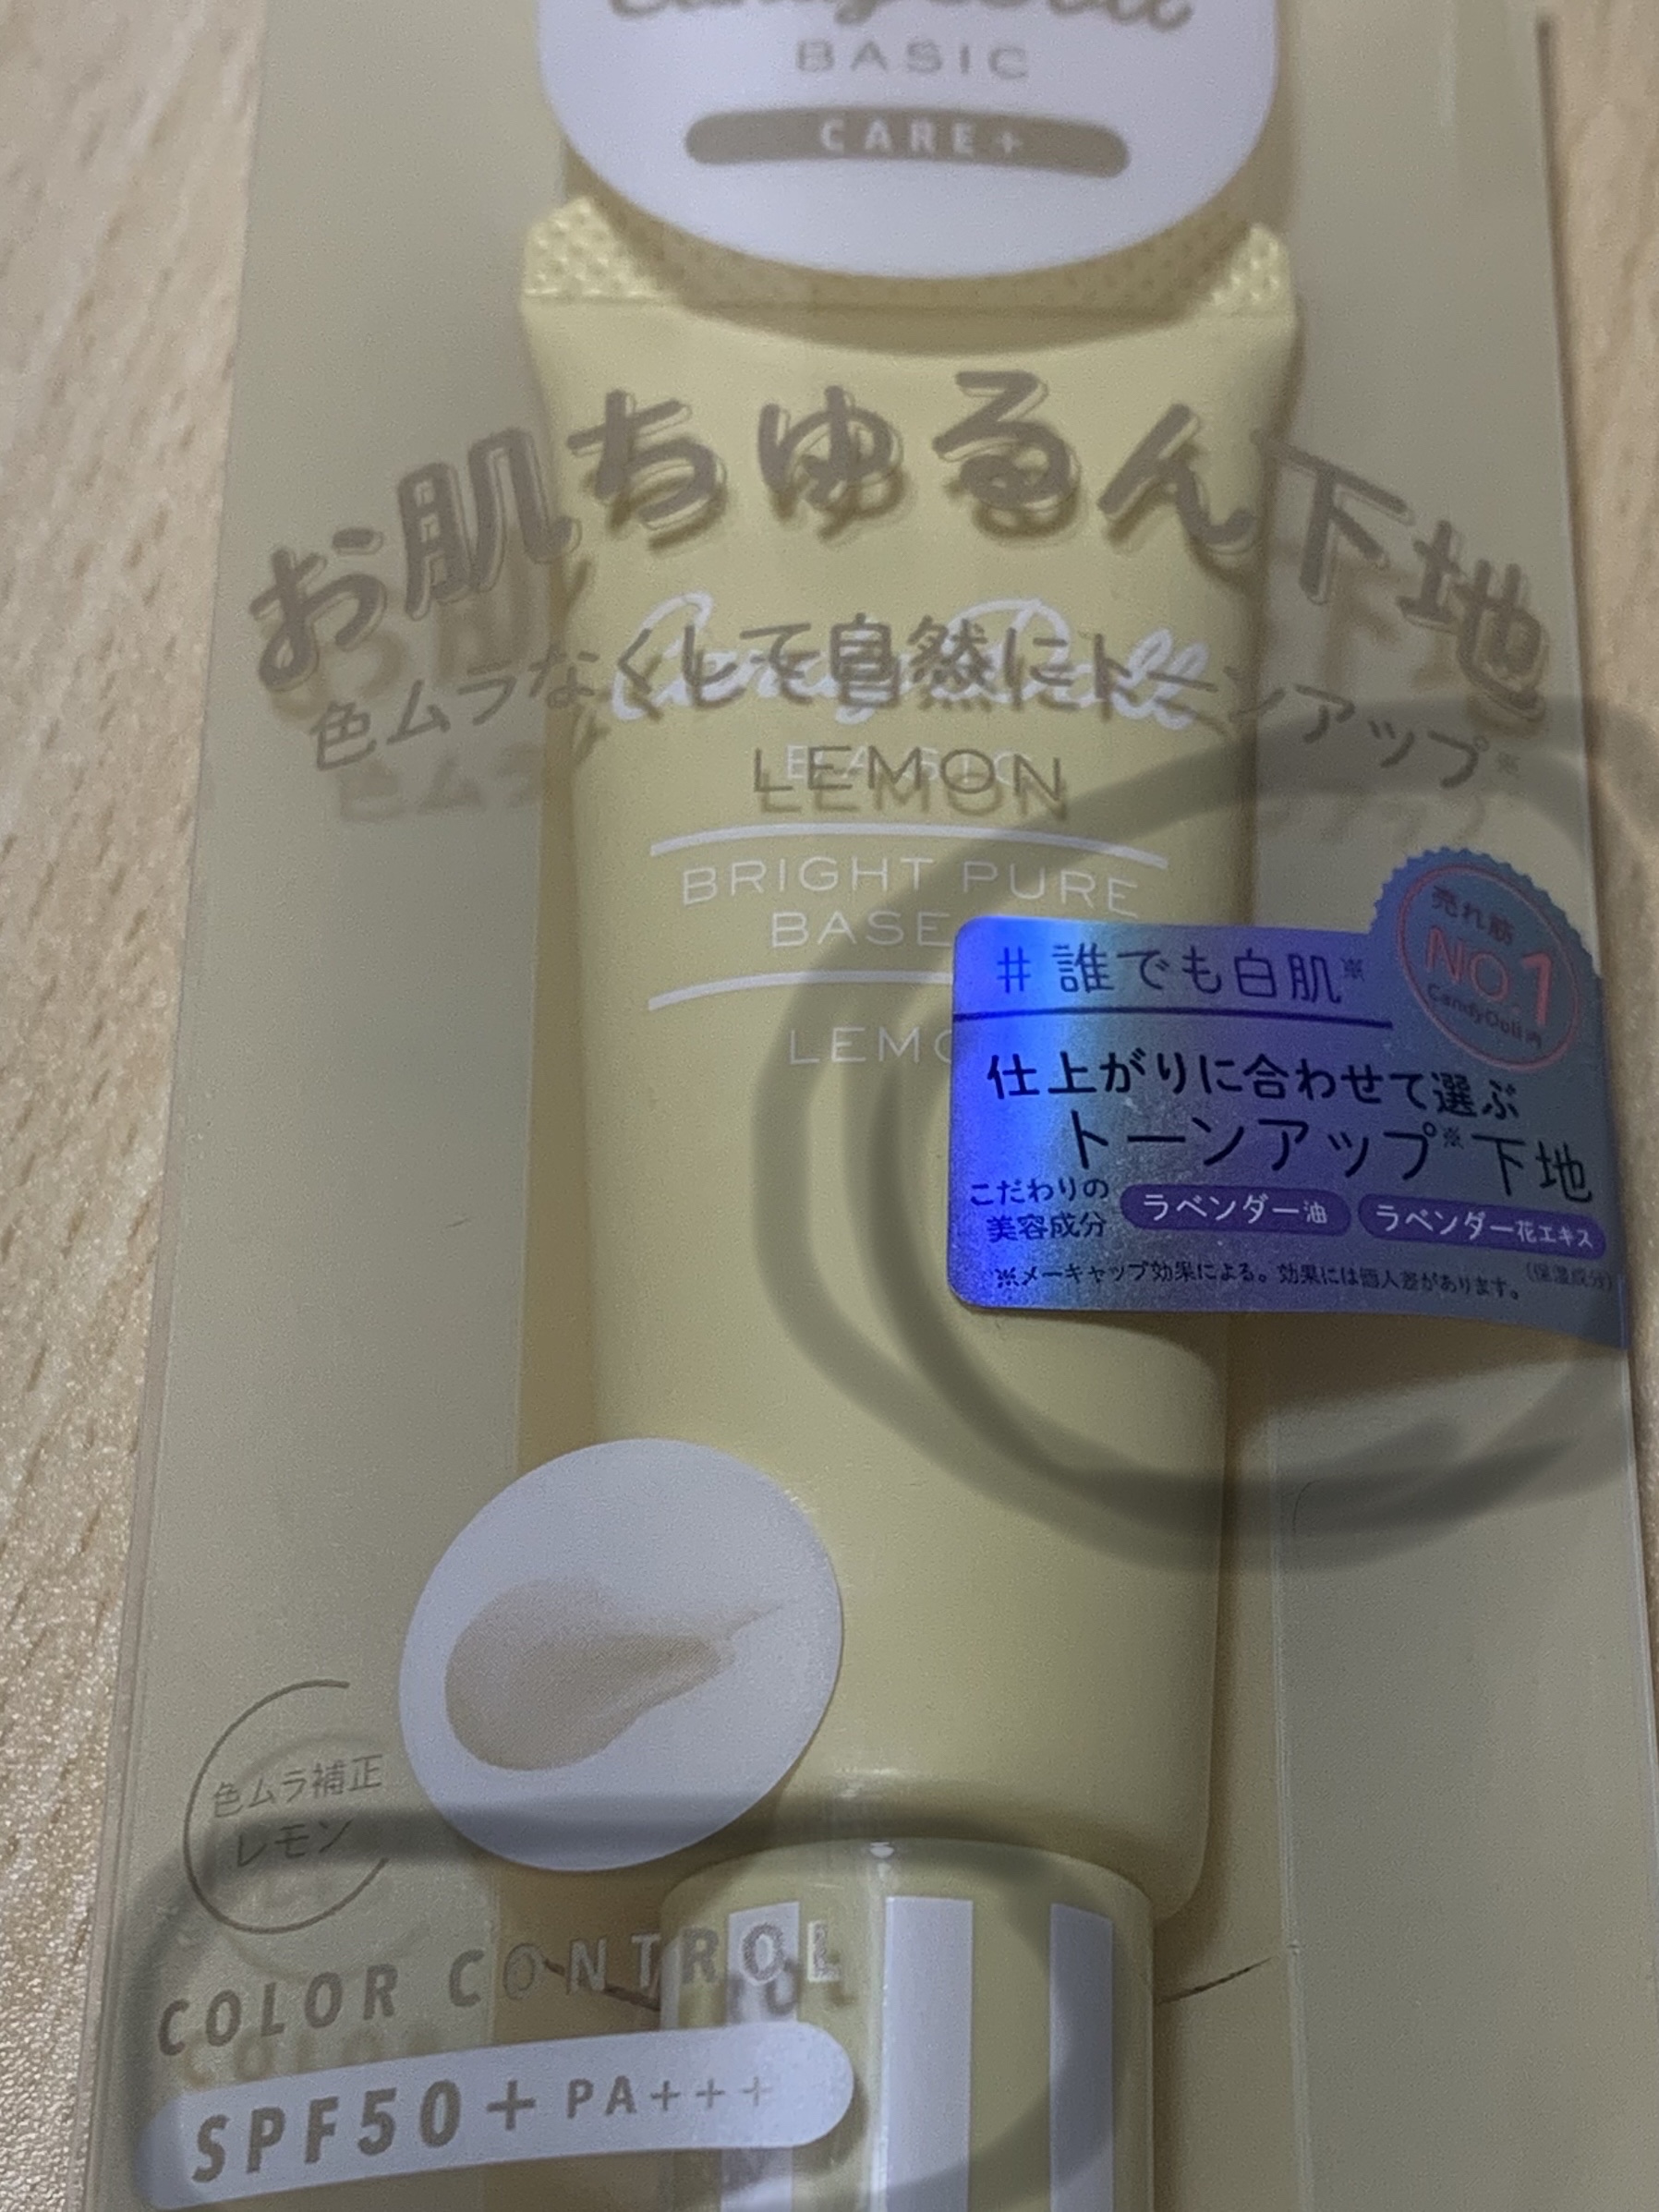 CandyDoll
BASIC
CARE+
お肌ちゅるん下地
CandyDoll
色ムラなくして自然にトーンアップ※
LEMON
BRIGHT PURE
BASE
売れ筋
NO.1
CandyDoll内
#誰でも白肌※
仕上がりに合わせて選ぶ
トーンアップ※下地
こだわりの
美容成分
ラベンダー油
ラベンダー花エキス
(保湿成分)
※メーキャップ効果による。効果には個人差があります。
色ムラ補正
レモン
COLOR CONTROL
SPF50+ PA+++